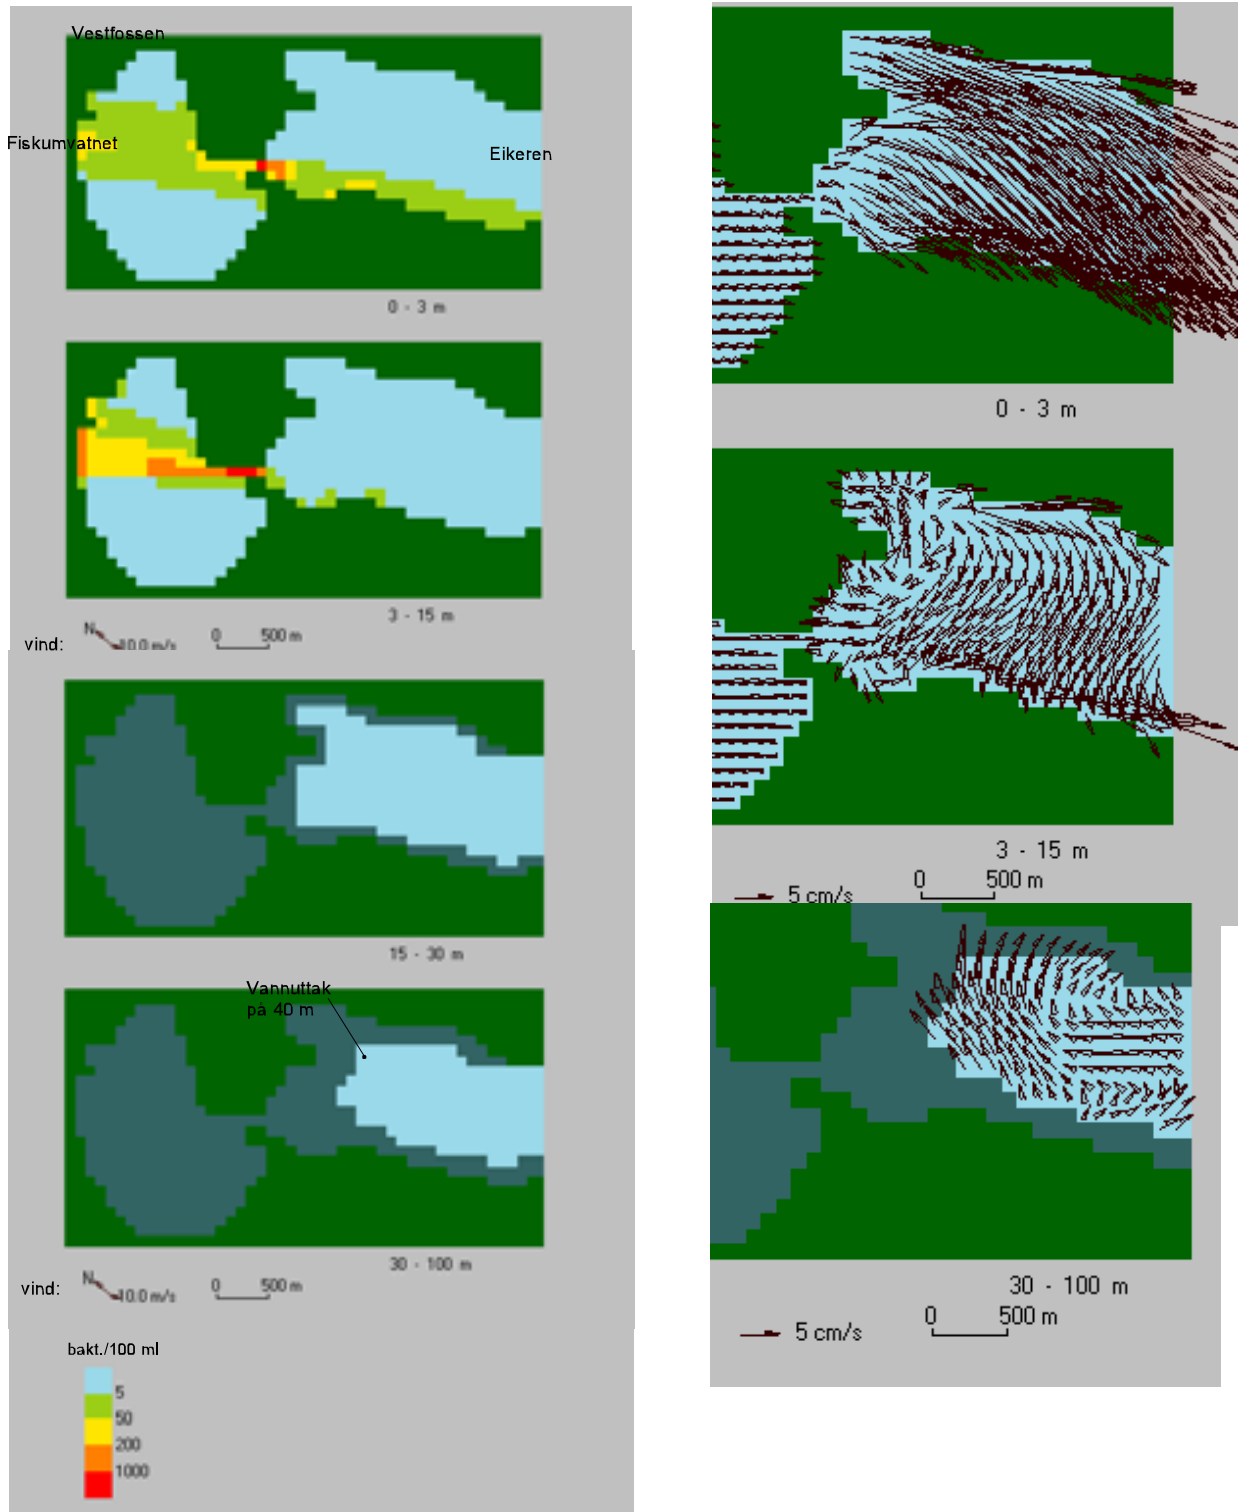 Vestfossen
Fiskumvatnet
Eikeren
0 - 3 m
3 - 15 m
vind:
N
10.0 m/s
0 500 m
15 - 30 m
Vannuttak
på 40 m
30 - 100 m
vind:
N
10.0 m/s
0 500 m
bakt./100 ml
5
50
200
1000
0 - 3 m
3 - 15 m
5 cm/s
0 500 m
30 - 100 m
5 cm/s
0 500 m